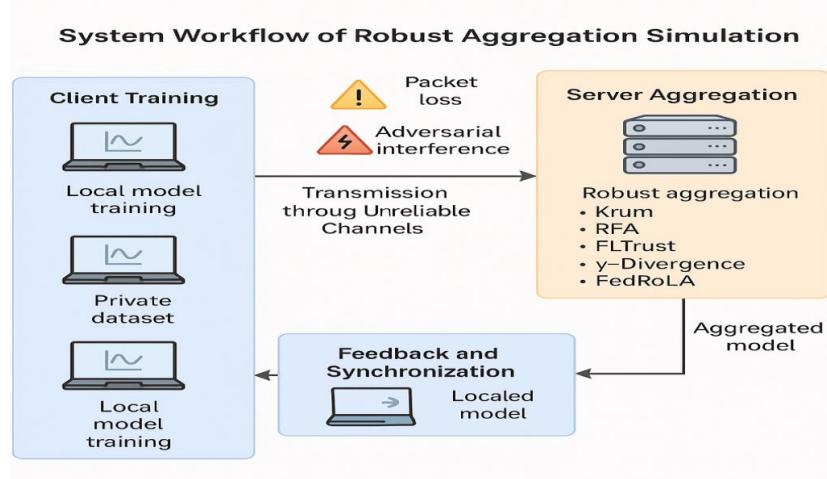 System Workflow of Robust Aggregation Simulation
Client Training
Local model
training
Private
dataset
Local
model
training
Packet
loss
Adversarial
interference
Transmission
throug Unreliable
Channels
Server Aggregation
Robust aggregation
• Krum
• RFA
• FLTrust
• y–Divergence
• FedRoLA
Aggregated
model
Feedback and
Synchronization
Localed
model